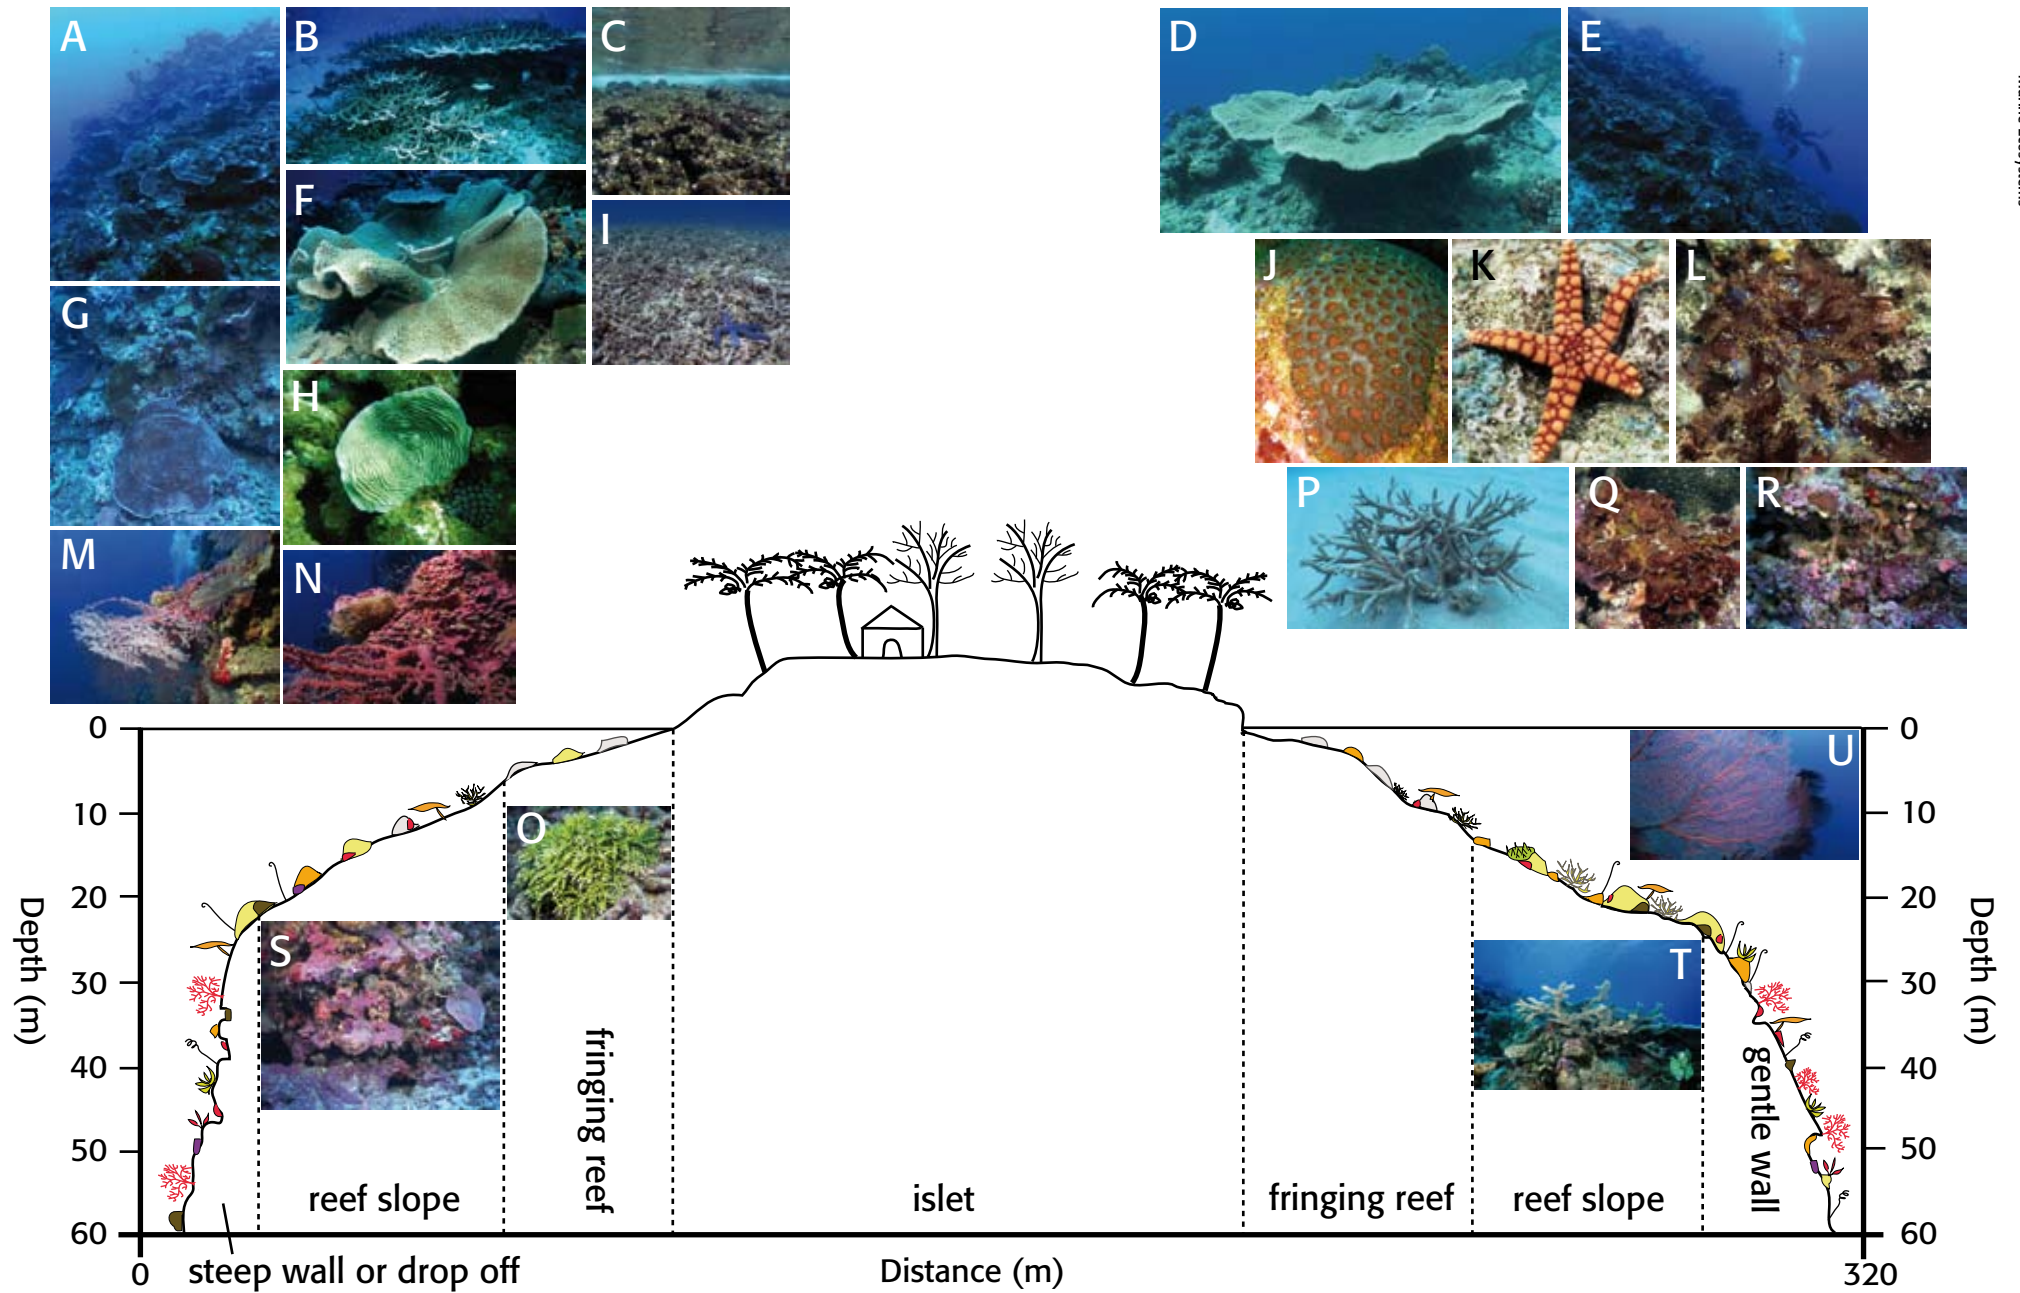 A
B
C
D
E
F
I
G
J
K
L
H
P
Q
R
M
N
0
0
U
10
10
O
20
20
S
T
30
30
Depth (m)
Depth (m)
40
40
fringing reef
gentle wall
50
50
reef slope
islet
fringing reef
reef slope
60
60
0
steep wall or drop off
Distance (m)
320